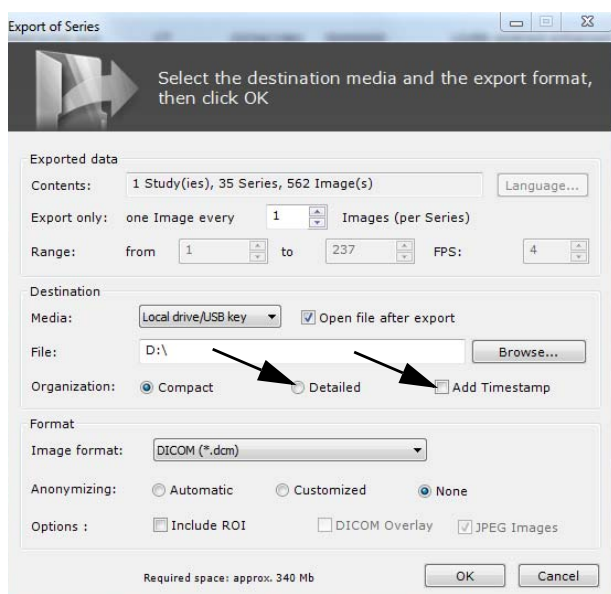 Export of Series
Select the destination media and the export format,
then click OK
Exported data
Contents: 1 Study(ies), 35 Series, 562 Image(s) Language...
Export only: one Image every 1 Images (per Series)
Range: from 1 to 237 FPS: 4
Destination
Media: Local drive/USB key Open file after export
File: D:\ Browse...
Organization: Compact Detailed Add Timestamp
Format
Image format: DICOM (*.dcm)
Anonymizing: Automatic Customized None
Options : Include ROI DICOM Overlay JPEG Images
Required space: approx. 340 Mb OK Cancel